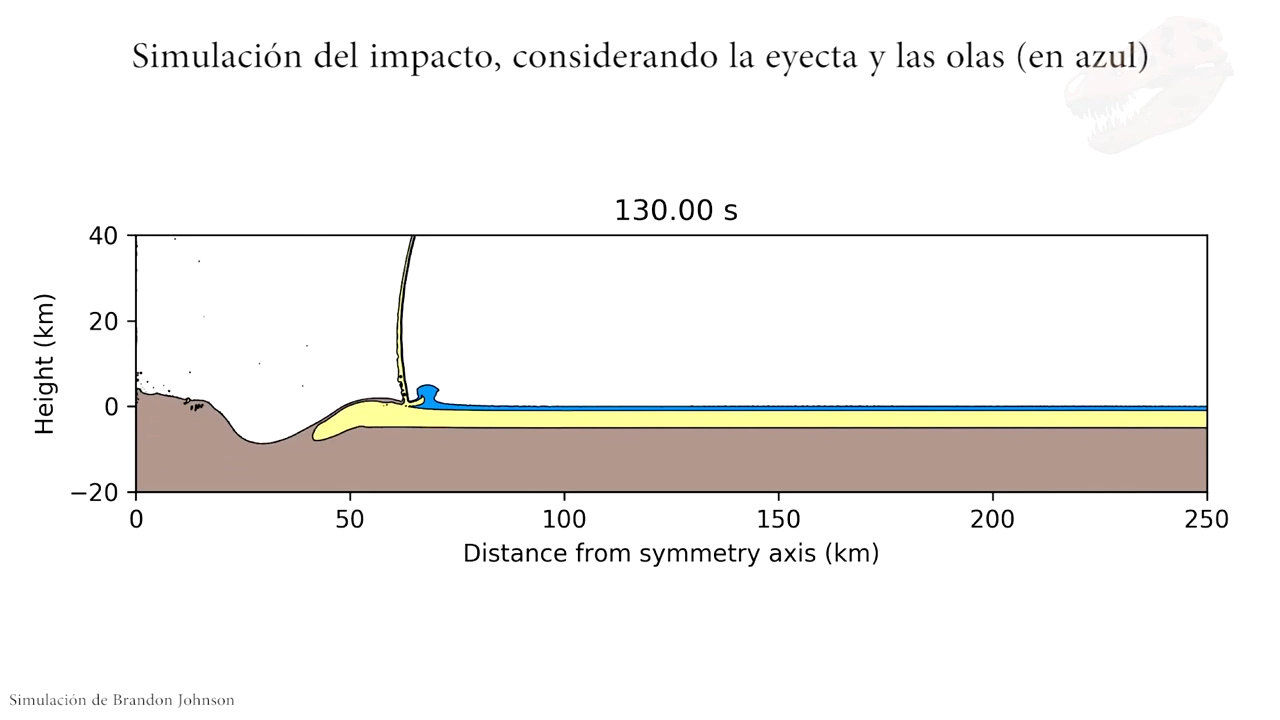 Simulación del impacto, considerando la eyecta y las olas (en azul)
130.00 s
40
20
0
−20
Height (km)
0 50 100 150 200 250
Distance from symmetry axis (km)
Simulación de Brandon Johnson